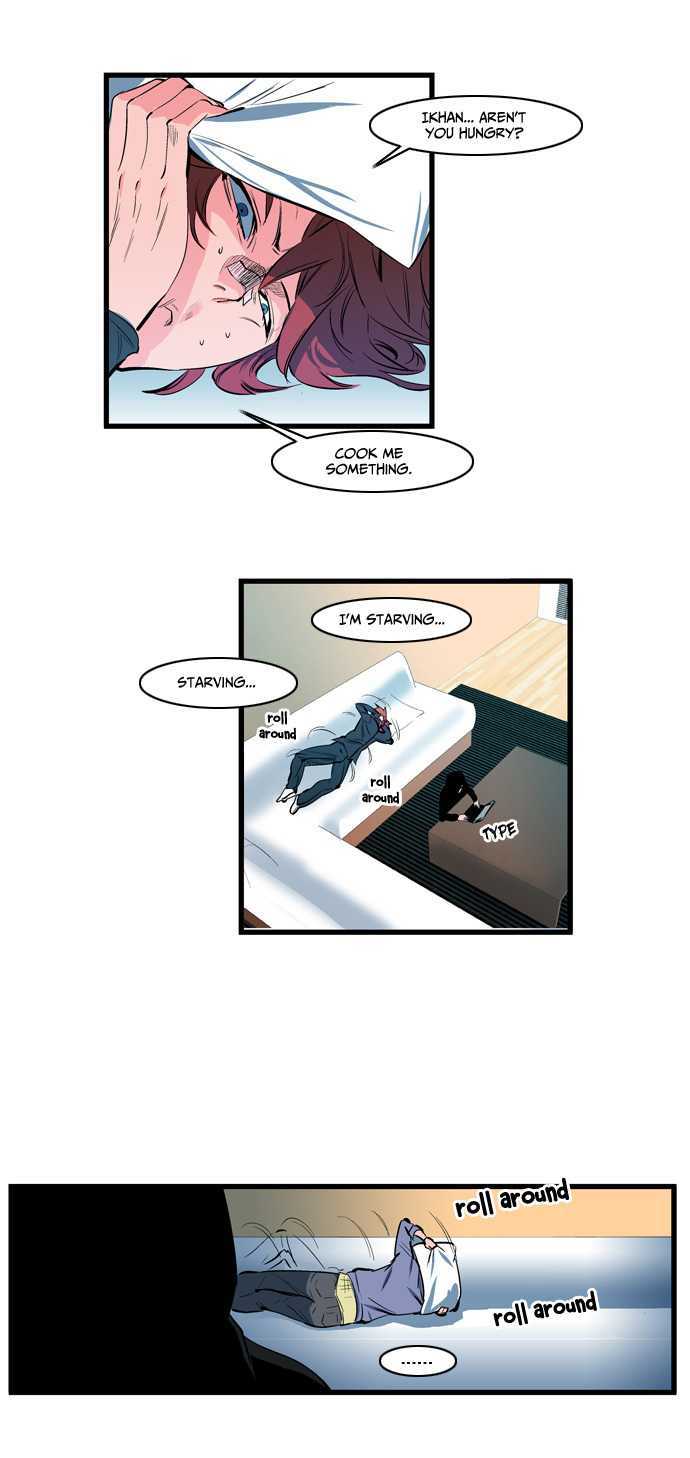 IKHAN... AREN'T
YOU HUNGRY?
COOK ME
SOMETHING.
I'M STARVING...
STARVING...
roll
around
roll
around
TYPE
roll around
roll around
......